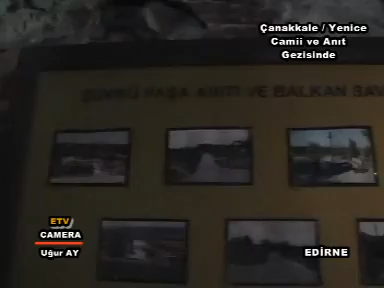 Çanakkale / Yenice
Camii ve Anıt
Gezisinde
ŞÜKRÜ PAŞA ANITI VE BALKAN SAV
ETV
CAMERA
Uğur AY
EDİRNE